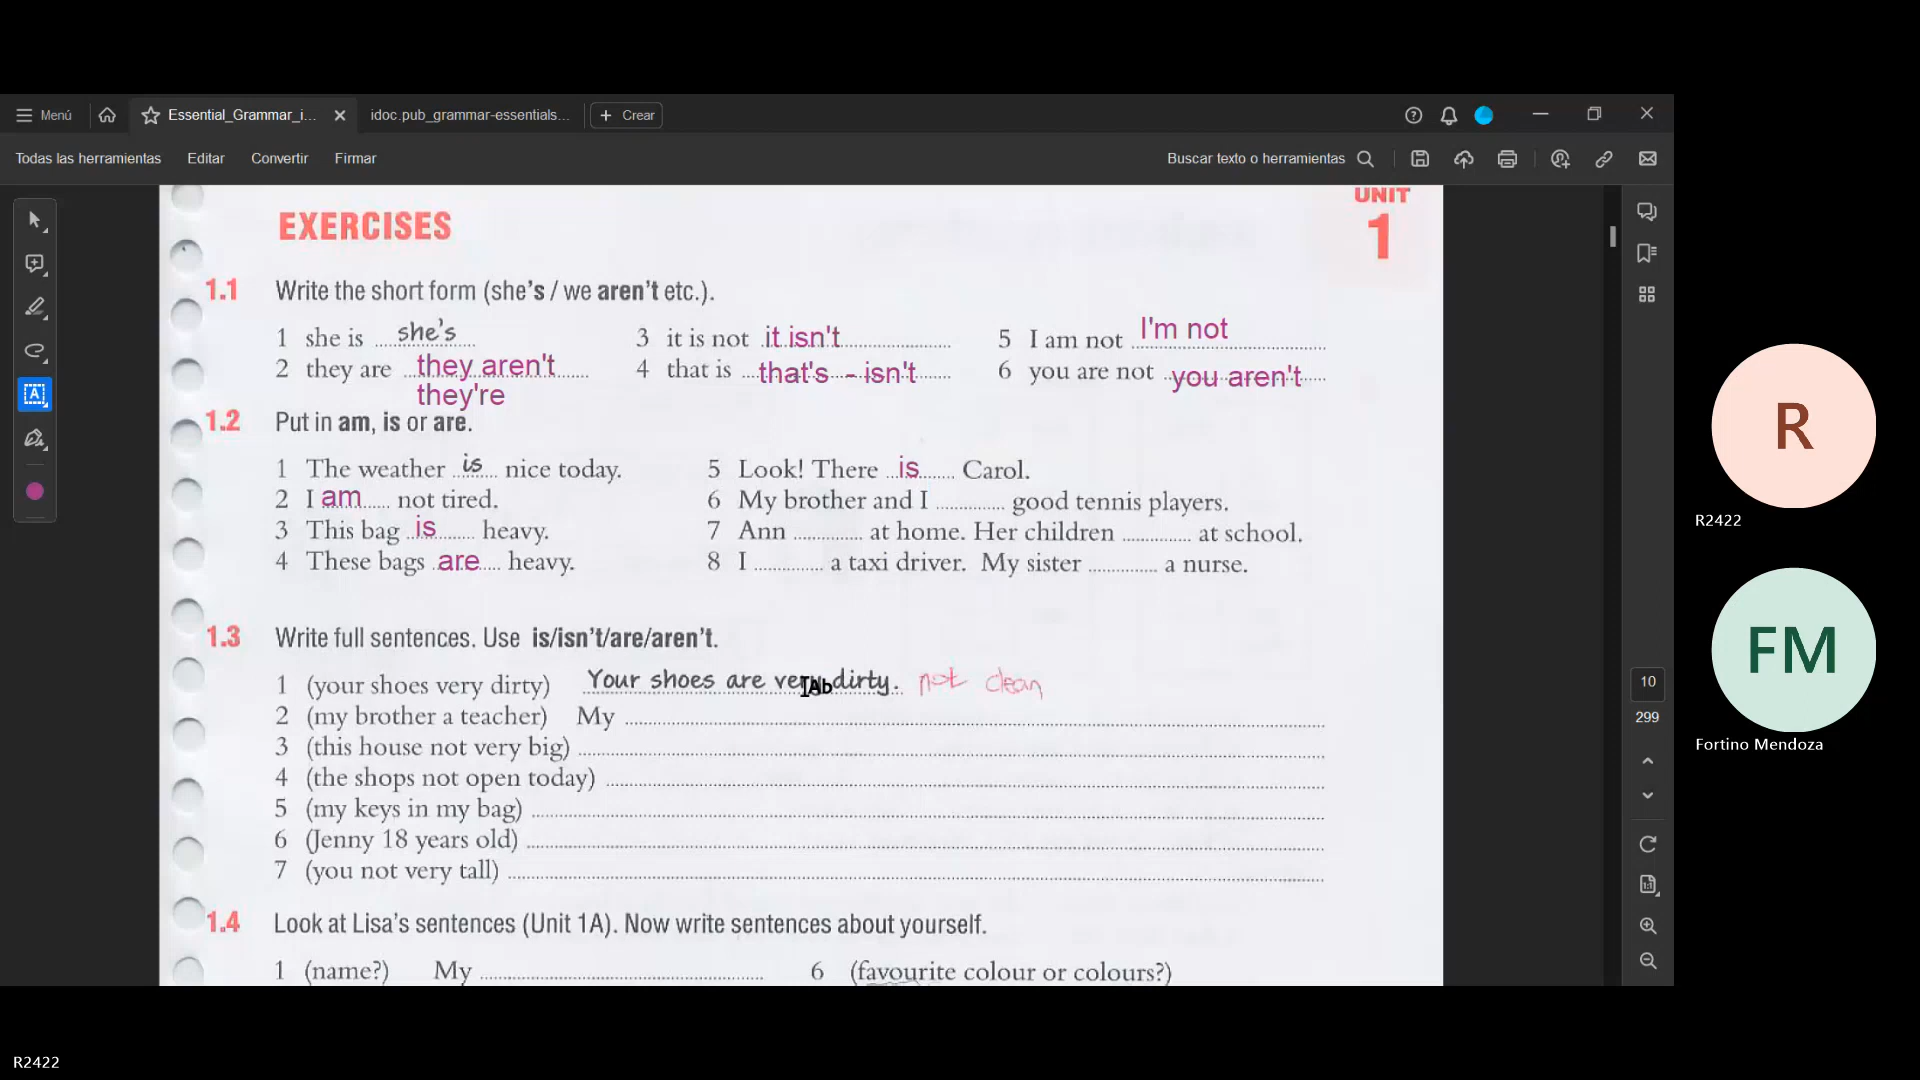 Menú
Essential_Grammar_i...
idoc.pub_grammar-essentials...
Crear
Todas las herramientas Editar Convertir Firmar
Buscar texto o herramientas
UNIT
1
EXERCISES
1.1 Write the short form (she's / we aren't etc.).
1 she is she's 3 it is not it isn't 5 I am not I'm not
2 they are they aren't 4 that is that's - isn't 6 you are not you aren't
they're
1.2 Put in am, is or are.
1 The weather is nice today. 5 Look! There is Carol.
2 I am not tired. 6 My brother and I ............ good tennis players.
3 This bag is heavy. 7 Ann ............ at home. Her children ............ at school.
4 These bags are heavy. 8 I ............ a taxi driver. My sister ............ a nurse.
1.3 Write full sentences. Use is/isn't/are/aren't.
1 (your shoes very dirty) Your shoes are very dirty. not clean
2 (my brother a teacher) My
3 (this house not very big)
4 (the shops not open today)
5 (my keys in my bag)
6 (Jenny 18 years old)
7 (you not very tall)
1.4 Look at Lisa's sentences (Unit 1A). Now write sentences about yourself.
1 (name?) My 6 (favourite colour or colours?)
10
299
R
R2422
FM
Fortino Mendoza
R2422